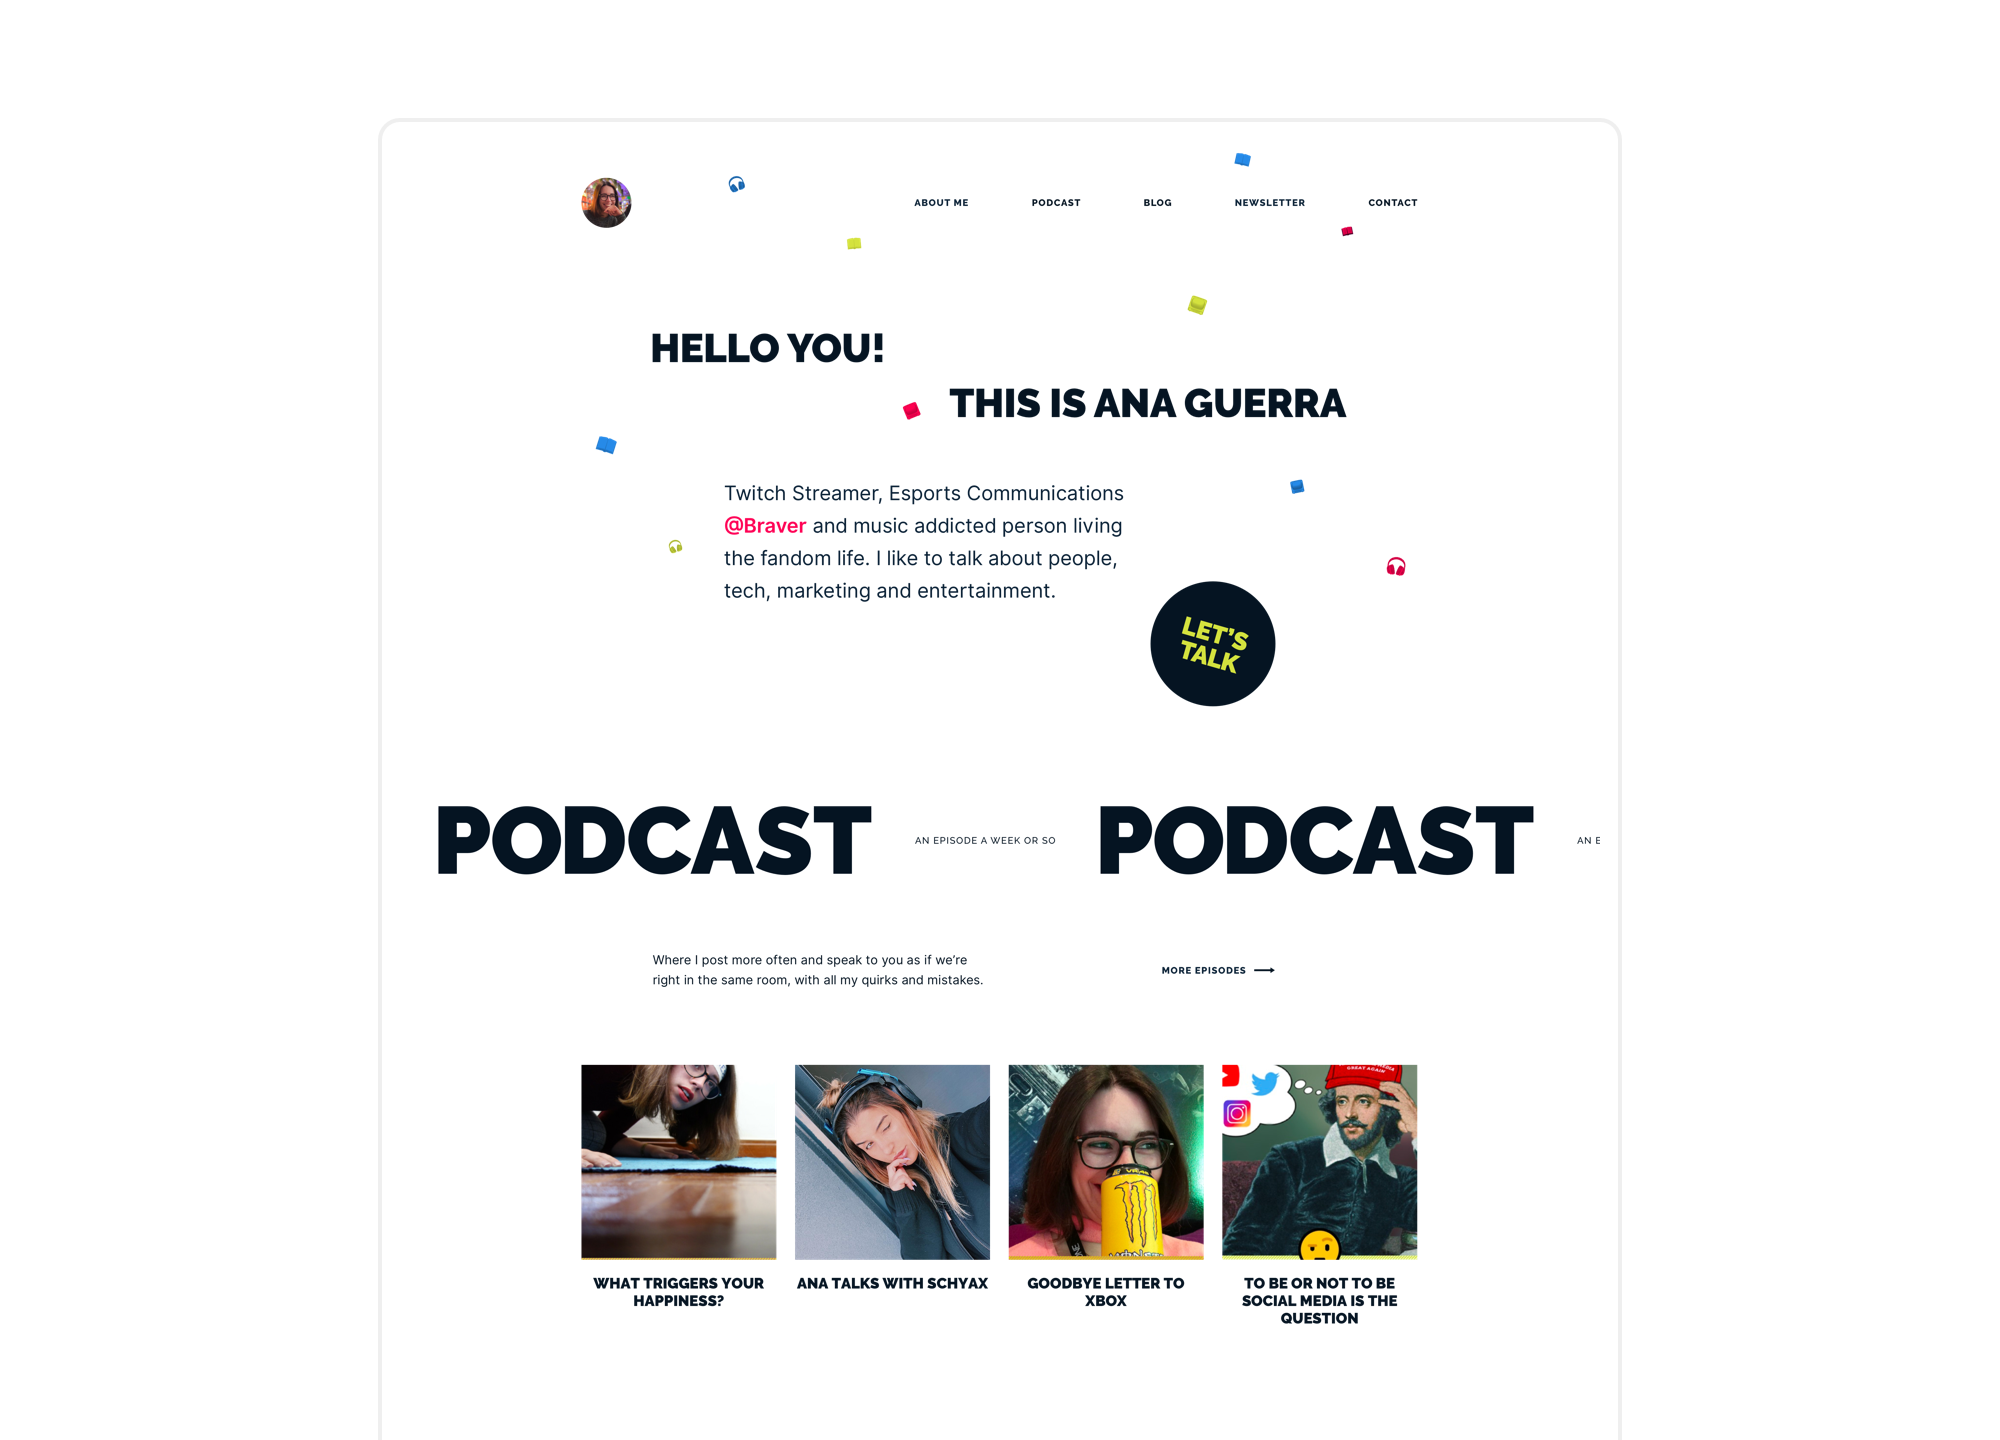 ABOUT ME PODCAST BLOG NEWSLETTER CONTACT
HELLO YOU!
THIS IS ANA GUERRA
Twitch Streamer, Esports Communications
@Braver and music addicted person living
the fandom life. I like to talk about people,
tech, marketing and entertainment.
LET'S
TALK
PODCAST AN EPISODE A WEEK OR SO PODCAST AN E
Where I post more often and speak to you as if we're
right in the same room, with all my quirks and mistakes.
MORE EPISODES
GREAT AGAIN
WHAT TRIGGERS YOUR
HAPPINESS?
ANA TALKS WITH SCHYAX
GOODBYE LETTER TO
XBOX
TO BE OR NOT TO BE
SOCIAL MEDIA IS THE
QUESTION